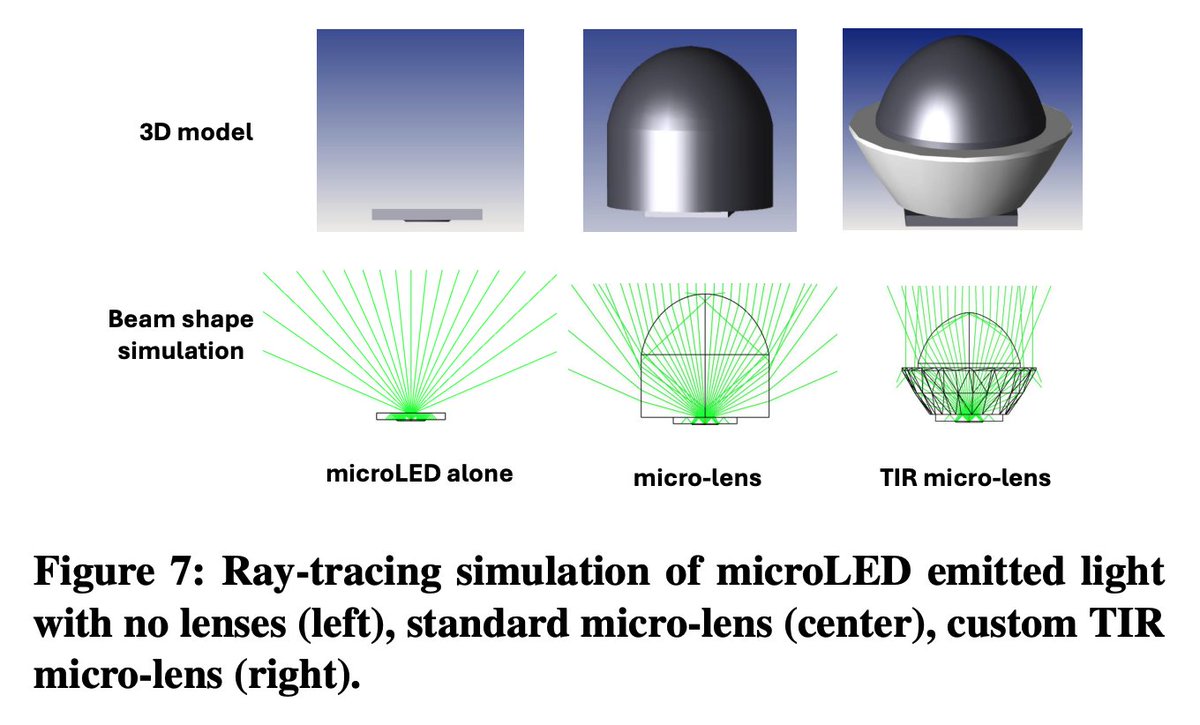 3D model
Beam shape
simulation
microLED alone
micro-lens
TIR micro-lens
Figure 7: Ray-tracing simulation of microLED emitted light
with no lenses (left), standard micro-lens (center), custom TIR
micro-lens (right).